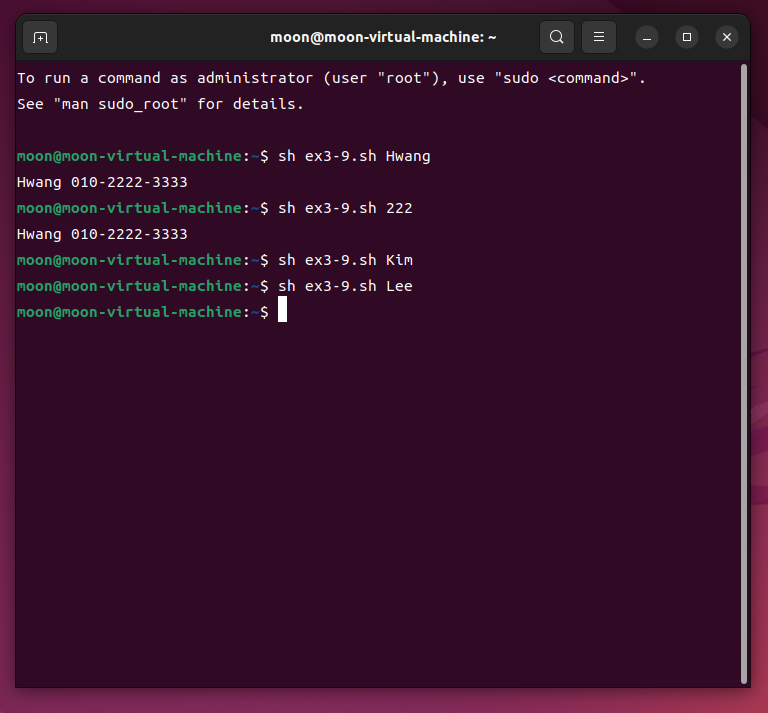 moon@moon-virtual-machine: ~
To run a command as administrator (user "root"), use "sudo <command>".
See "man sudo_root" for details.
moon@moon-virtual-machine:~$ sh ex3-9.sh Hwang
Hwang 010-2222-3333
moon@moon-virtual-machine:~$ sh ex3-9.sh 222
Hwang 010-2222-3333
moon@moon-virtual-machine:~$ sh ex3-9.sh Kim
moon@moon-virtual-machine:~$ sh ex3-9.sh Lee
moon@moon-virtual-machine:~$